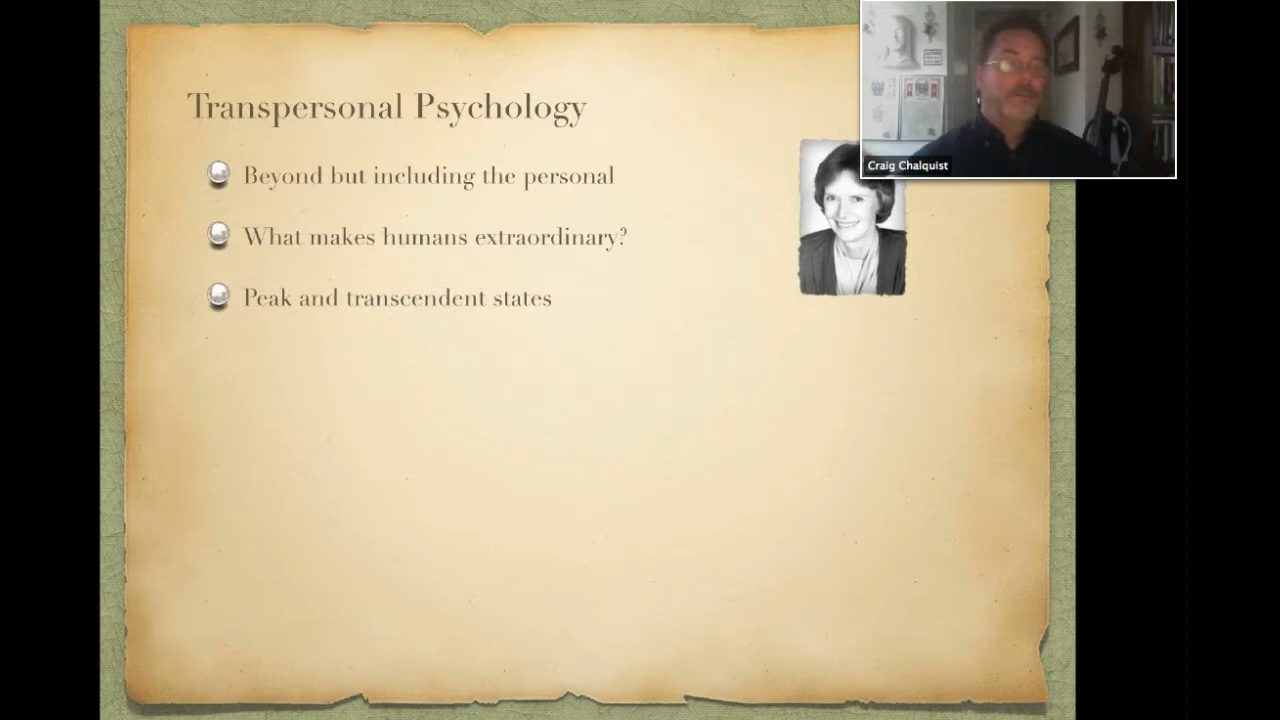 Transpersonal Psychology
Beyond but including the personal
What makes humans extraordinary?
Peak and transcendent states
Craig Chalquist